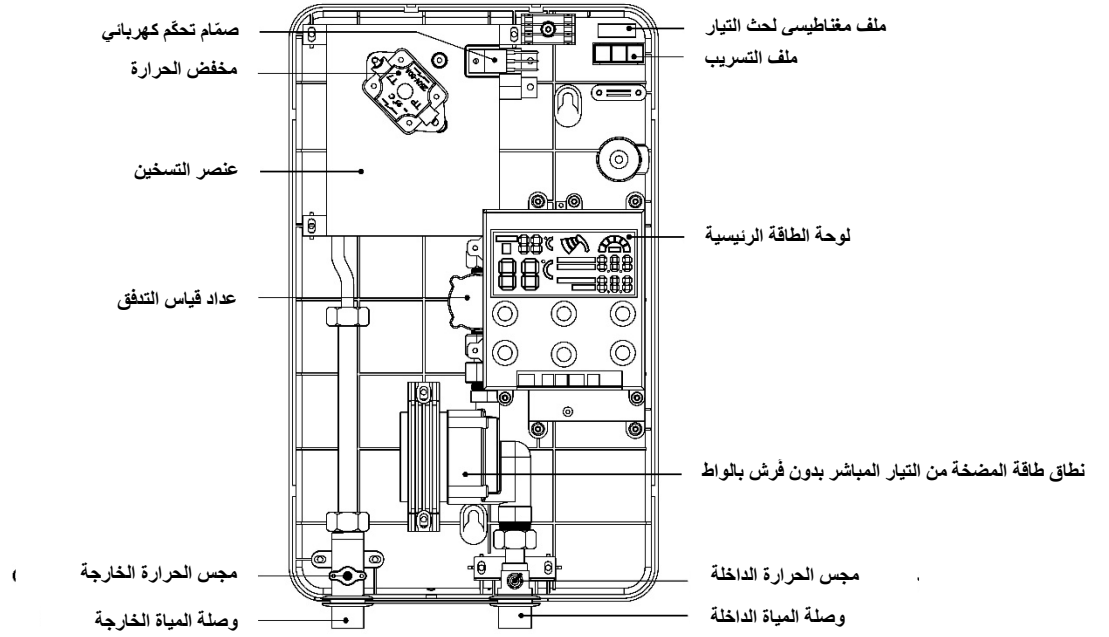 صمّام تحكّم كهربائي
ملف مغناطيسى لحث التيار
مخفض الحرارة
ملف التسريب
عنصر التسخين
لوحة الطاقة الرئيسية
عداد قياس التدفق
نطاق طاقة المضخة من التيار المباشر بدون فُرش بالواط
مجس الحرارة الخارجة
مجس الحرارة الداخلة
وصلة المياة الخارجة
وصلة المياة الداخلة